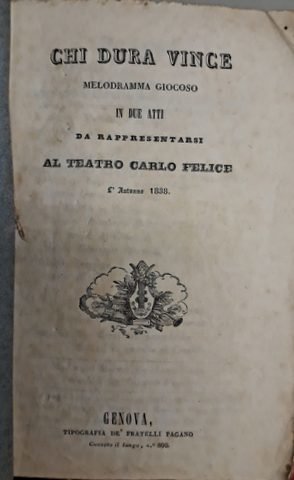 CHI DURA VINCE
MELODRAMMA GIOCOSO
IN DUE ATTI
DA RAPPRESENTARSI
AL TEATRO CARLO FELICE
L' Autunno 1838.
GENOVA,
TIPOGRAFIA DE' FRATELLI PAGANO
Canneto il lungo, n.°